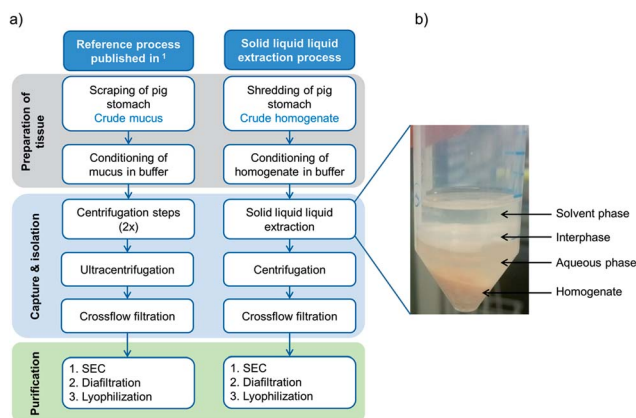 a)
Reference process
published in 1
Solid liquid liquid
extraction process
Preparation of
tissue
Scraping of pig
stomach
Crude mucus
Shredding of pig
stomach
Crude homogenate
Conditioning of
mucus in buffer
Conditioning of
homogenate in buffer
Capture & isolation
Centrifugation steps
(2x)
Solid liquid liquid
extraction
Ultracentrifugation
Centrifugation
Crossflow filtration
Crossflow filtration
Purification
1. SEC
2. Diafiltration
3. Lyophilization
1. SEC
2. Diafiltration
3. Lyophilization
b)
Solvent phase
Interphase
Aqueous phase
Homogenate